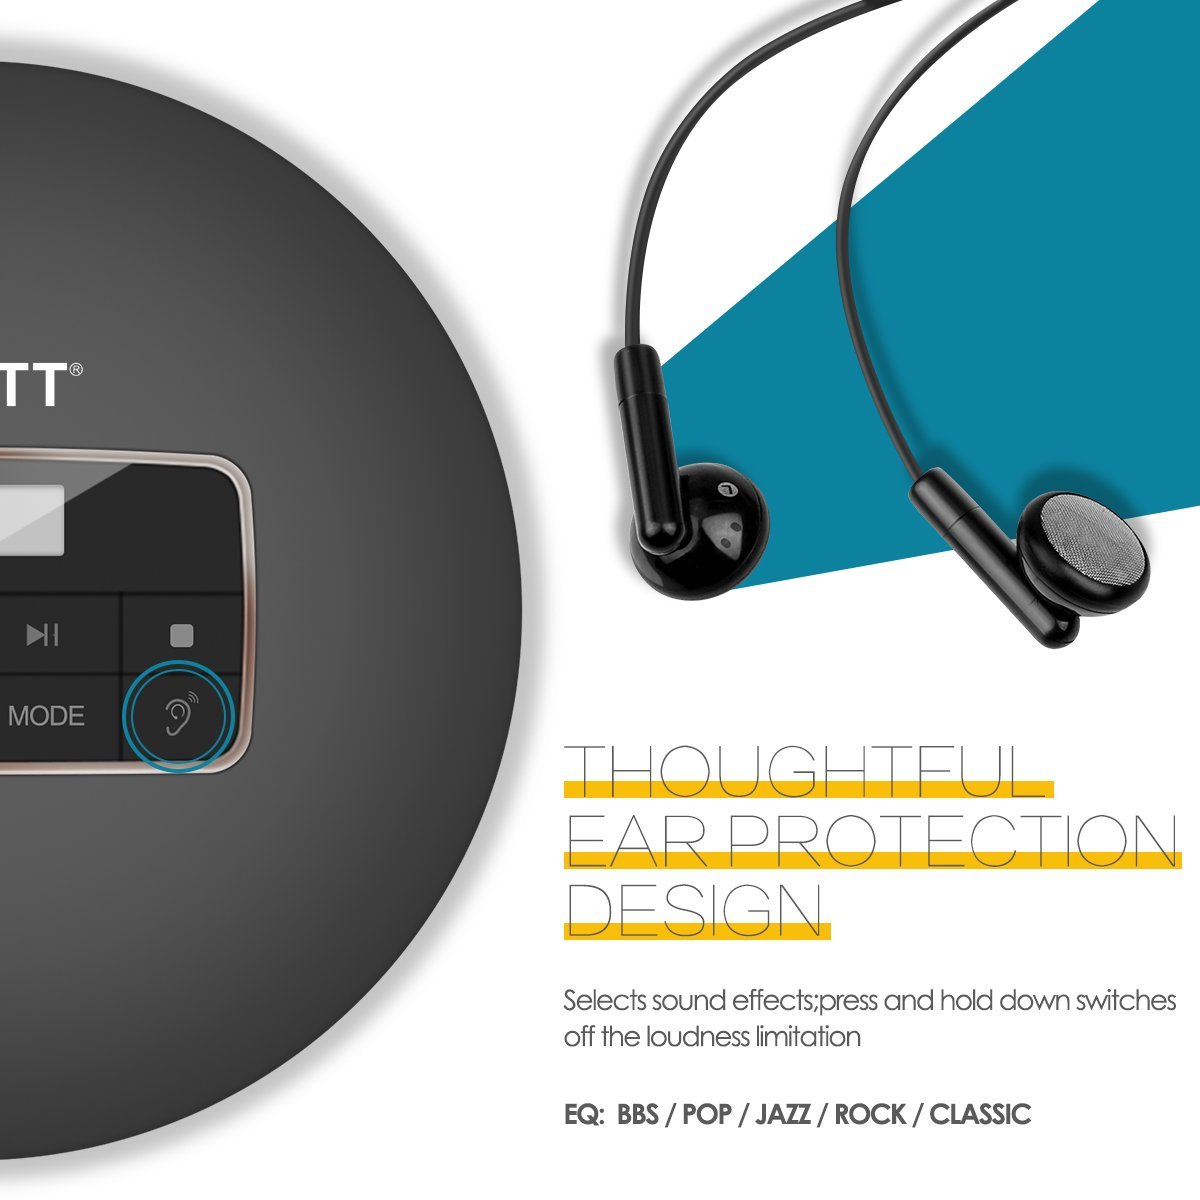 TT®
MODE
THOUGHTFUL
EAR PROTECTION
DESIGN
Selects sound effects;press and hold down switches
off the loudness limitation
EQ: BBS / POP / JAZZ / ROCK / CLASSIC